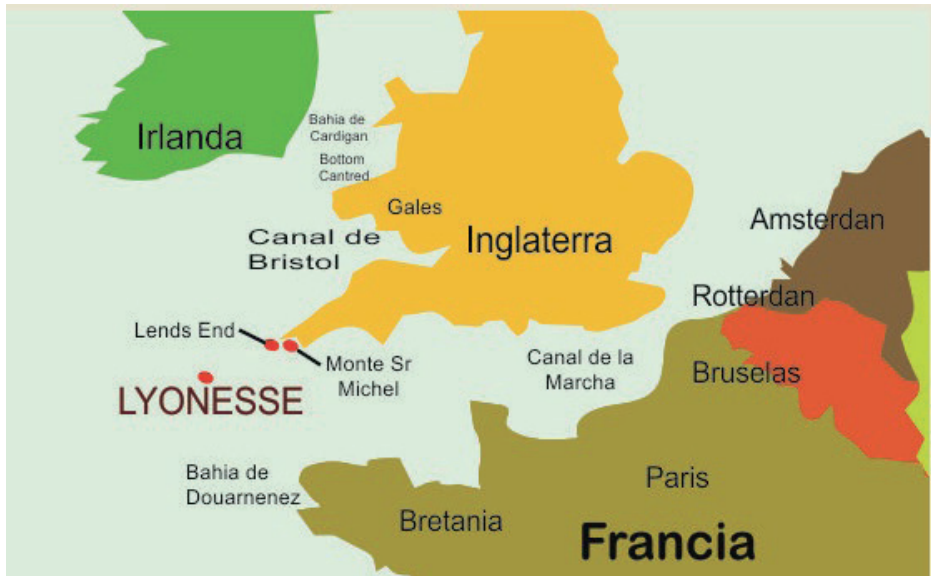 Irlanda
Bahia de
Cardigan
Bottom
Cantred
Gales
Canal de
Bristol
Inglaterra
Amsterdan
Rotterdan
Lends End
Monte Sr
Michel
Canal de la
Marcha
Bruselas
LYONESSE
Bahia de
Douarnenez
Bretania
Paris
Francia